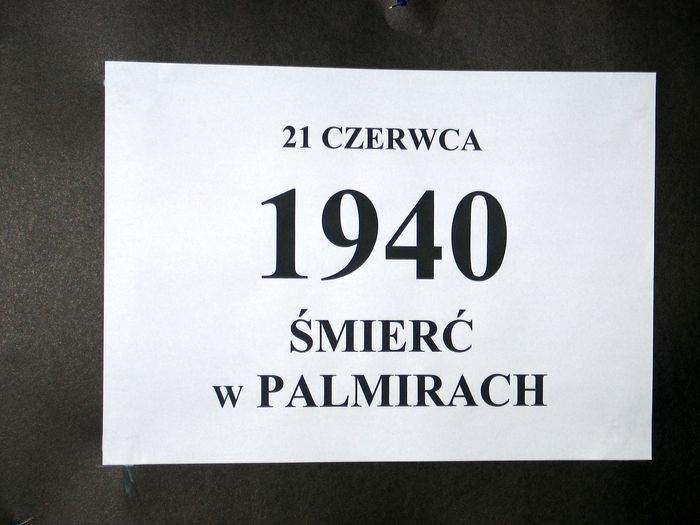 21 CZERWCA
1940
ŚMIERĆ
w PALMIRACH